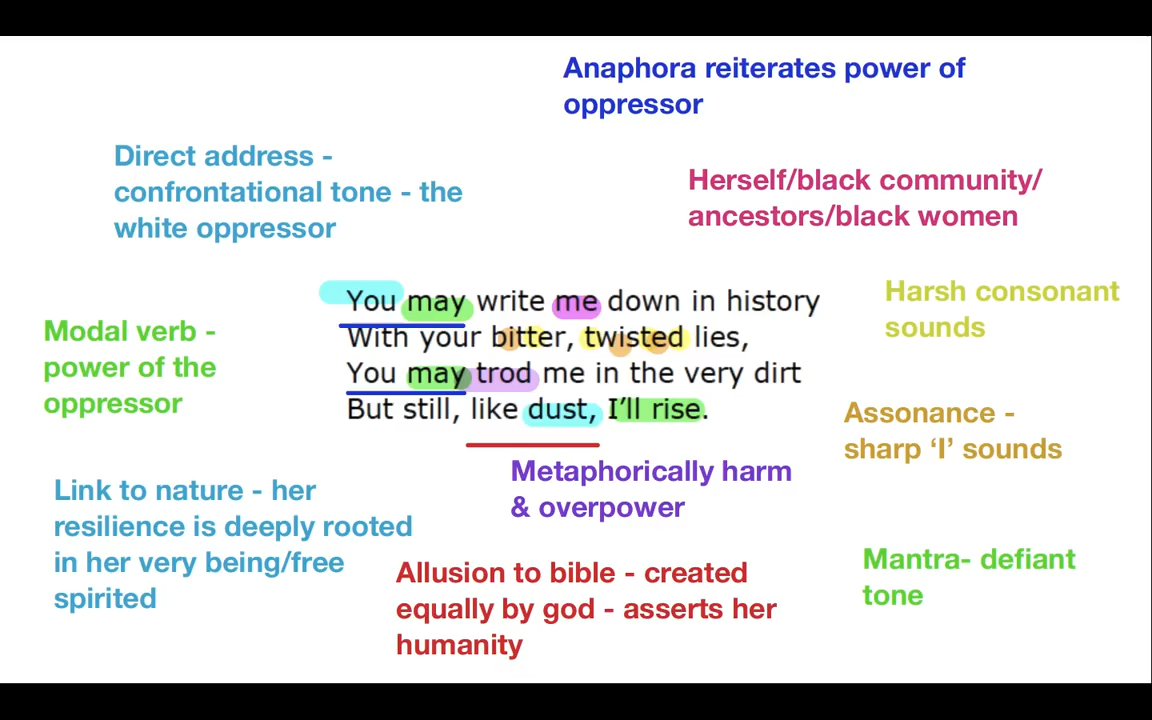 Anaphora reiterates power of
oppressor
Direct address -
confrontational tone - the
white oppressor
Herself/black community/
ancestors/black women
You may write me down in history
With your bitter, twisted lies,
You may trod me in the very dirt
But still, like dust, I'll rise.
Harsh consonant
sounds
Modal verb -
power of the
oppressor
Assonance -
sharp ‘I’ sounds
Metaphorically harm
& overpower
Link to nature - her
resilience is deeply rooted
in her very being/free
spirited
Allusion to bible - created
equally by god - asserts her
humanity
Mantra- defiant
tone